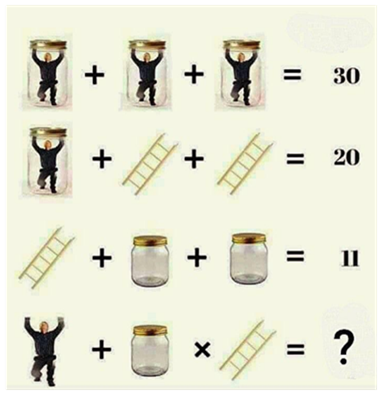 + + = 30
+ + = 20
+ + = 11
+ × = ?